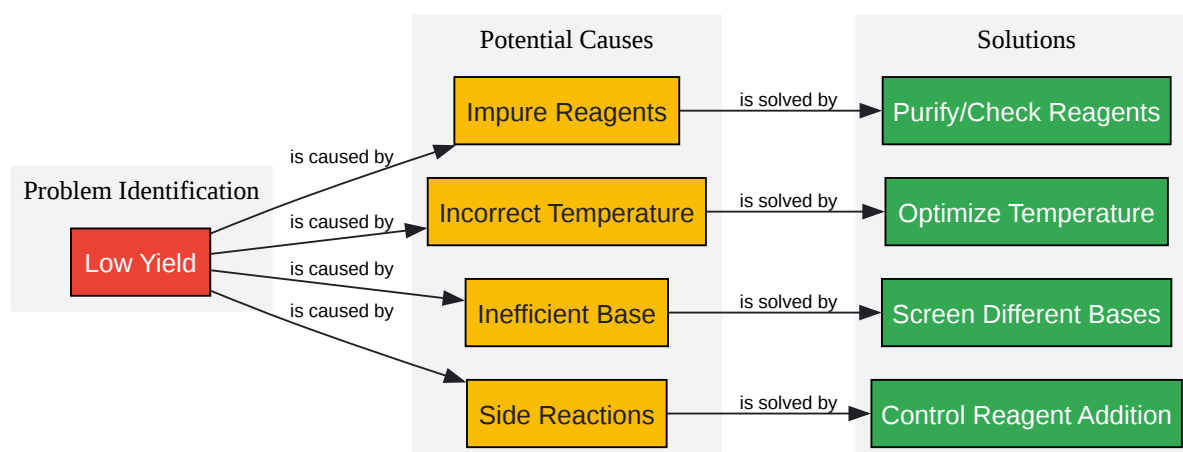 Problem Identification
Low Yield
is caused by
is caused by
is caused by
is caused by
Potential Causes
Impure Reagents
Incorrect Temperature
Inefficient Base
Side Reactions
is solved by
is solved by
is solved by
is solved by
Solutions
Purify/Check Reagents
Optimize Temperature
Screen Different Bases
Control Reagent Addition